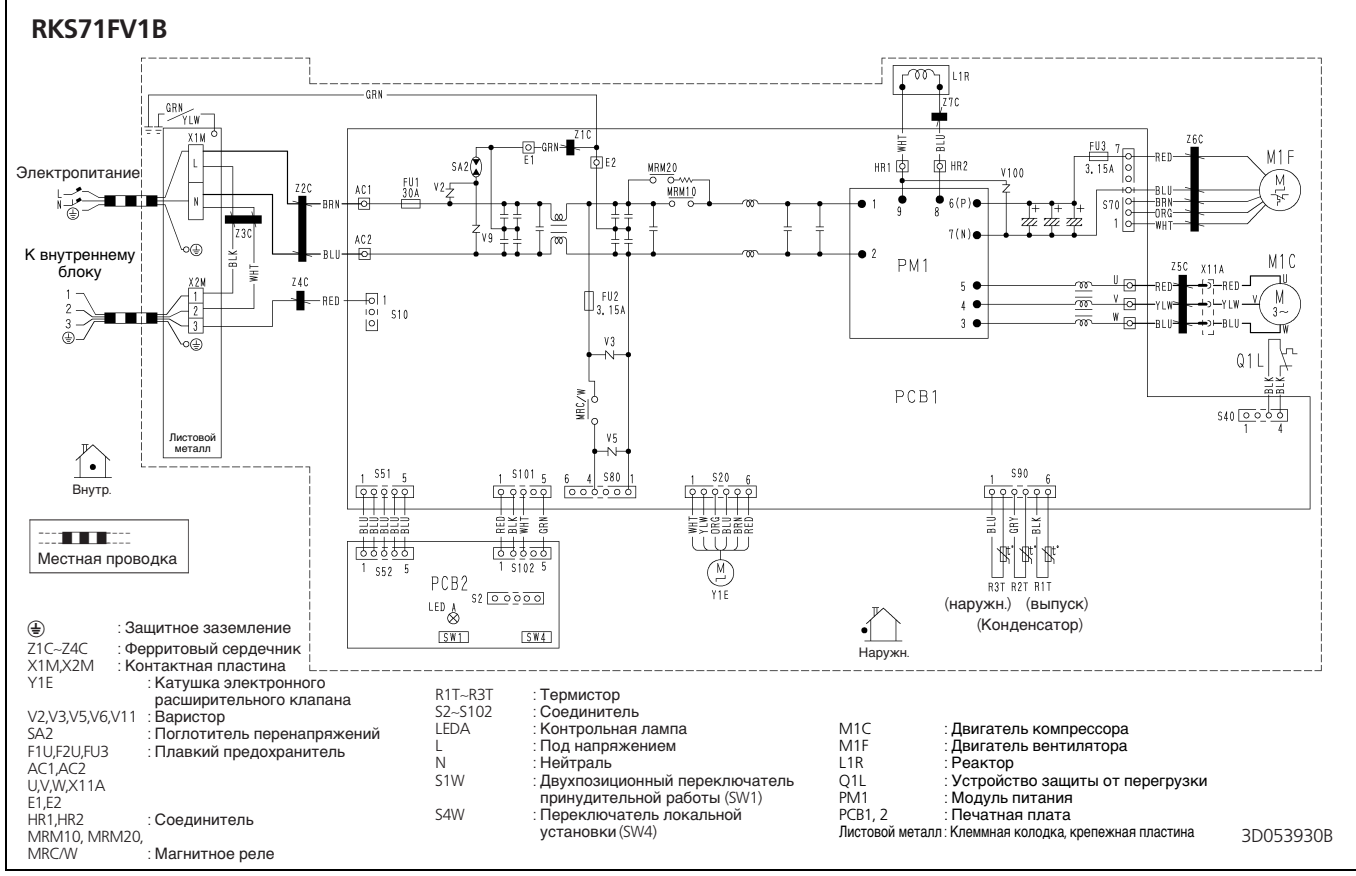 RKS71FV1B
L1R
GRN
GRN
YLW
Z7C
X1M
L
N
Электропитание
L
N
К внутреннему
блоку
1
2
3
Z3C
BLK
WHT
X2M
1
2
3
Листовой
металл
Z2C
BRN
BLU
Z4C
RED
AC1
AC2
1
S10
FU1
30A
V2
SA2
V9
E1
GRN
Z1C
E2
MRM20
MRM10
FU2
3.15A
V3
MRC/W
V5
WHT
BLU
HR1
HR2
V100
9
8
1
2
6(P)
7(N)
PM1
5
4
3
FU3
3.15A
7
S70
1
RED
BLU
BRN
ORG
WHT
Z6C
M1F
M
U
V
W
RED
YLW
BLU
Z5C
X11A
RED
YLW
BLU
M1C
U
V
W
M
3~
Q1L
BLK
BLK
S40
1
4
PCB1
1 S51 5
1 S101 5
6 4 S80 1
1 S20 6
1 S90 6
BLU
BLU
BLU
BLU
BLU
RED
BLK
WHT
GRN
WHT
YLW
ORG
BLU
BRN
RED
BLU
GRY
BLK
1 S52 5
1 S102 5
PCB2
S2
LED A
SW1
SW4
M
Y1E
t°
t°
t°
R3T R2T R1T
(наружн.) (выпуск)
(Конденсатор)
Внутр.
Наружн.
Местная проводка
: Защитное заземление
Z1C~Z4C : Ферритовый сердечник
X1M,X2M : Контактная пластина
Y1E : Катушка электронного
расширительного клапана
V2,V3,V5,V6,V11 : Варистор
SA2 : Поглотитель перенапряжений
F1U,F2U,FU3 : Плавкий предохранитель
AC1,AC2
U,V,W,X11A
E1,E2
HR1,HR2 : Соединитель
MRM10, MRM20,
MRC/W : Магнитное реле
R1T~R3T : Термистор
S2~S102 : Соединитель
LEDA : Контрольная лампа
L : Под напряжением
N : Нейтраль
S1W : Двухпозиционный переключатель
принудительной работы (SW1)
S4W : Переключатель локальной
установки (SW4)
M1C : Двигатель компрессора
M1F : Двигатель вентилятора
L1R : Реактор
Q1L : Устройство защиты от перегрузки
PM1 : Модуль питания
PCB1, 2 : Печатная плата
Листовой металл : Клеммная колодка, крепежная пластина
3D053930B